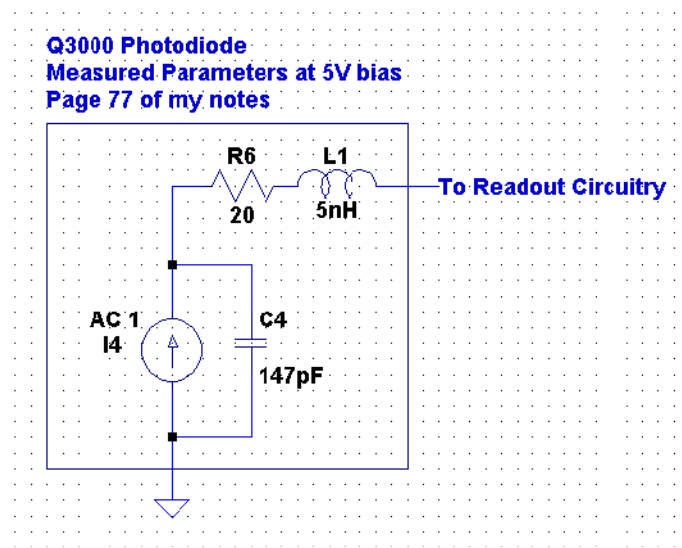 Q3000 Photodiode
Measured Parameters at 5V bias
Page 77 of my notes
R6
L1
To Readout Circuitry
20
5nH
AC 1
I4
C4
147pF